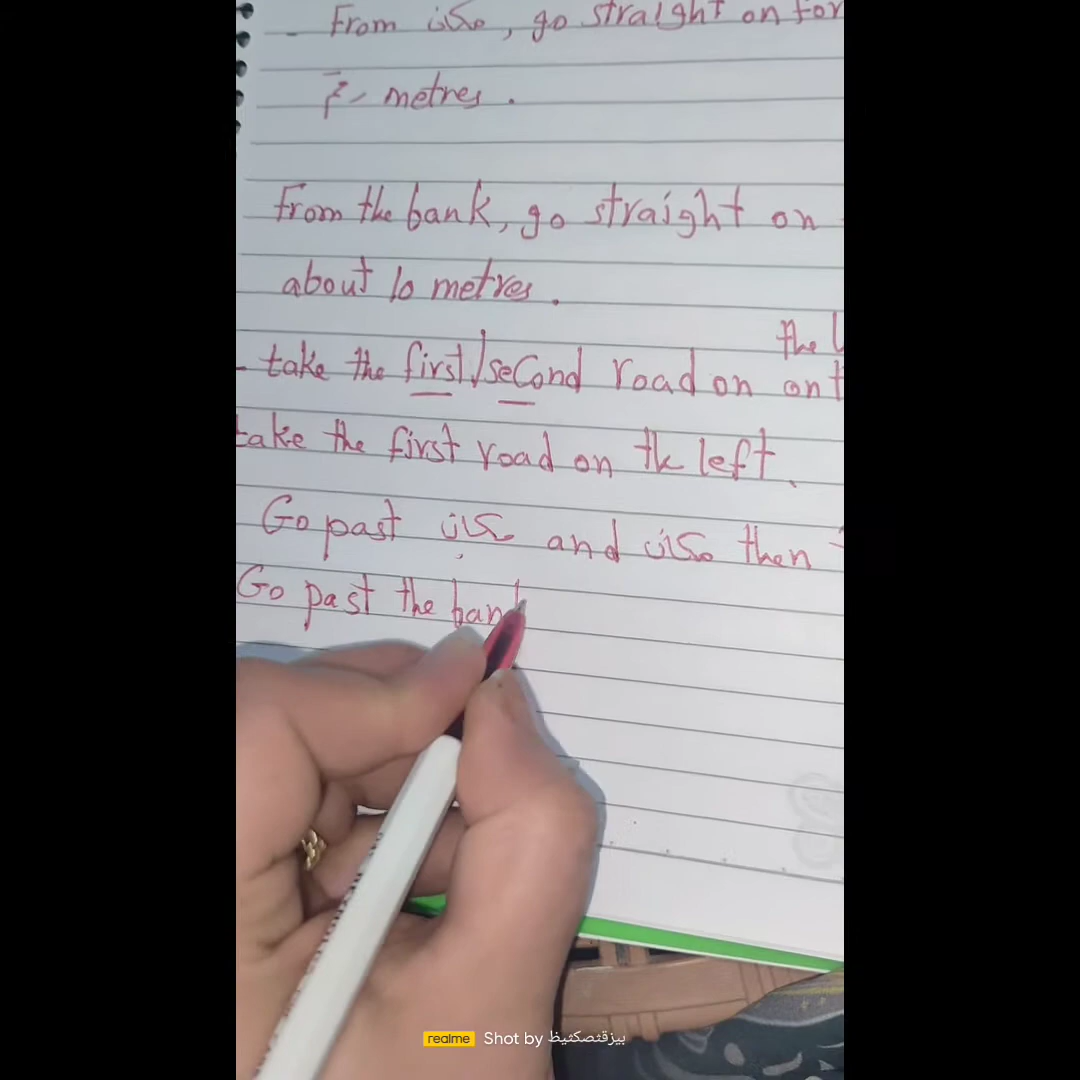 - From مكان, go straight on for
metres.
From the bank, go straight on
about 10 metres.
the
- take the first/second road on on
take the first road on the left.
Go past مكان and مكان then
Go past the ban
realme Shot by بيزقثصكثيظ